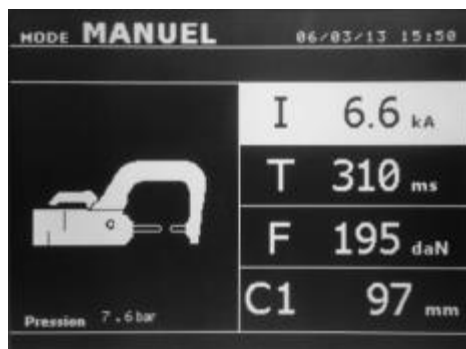 MODE MANUEL 06/03/13 15:50
I 6.6 kA
T 310 ms
F 195 daN
C1 97 mm
Pression 7.6 bar